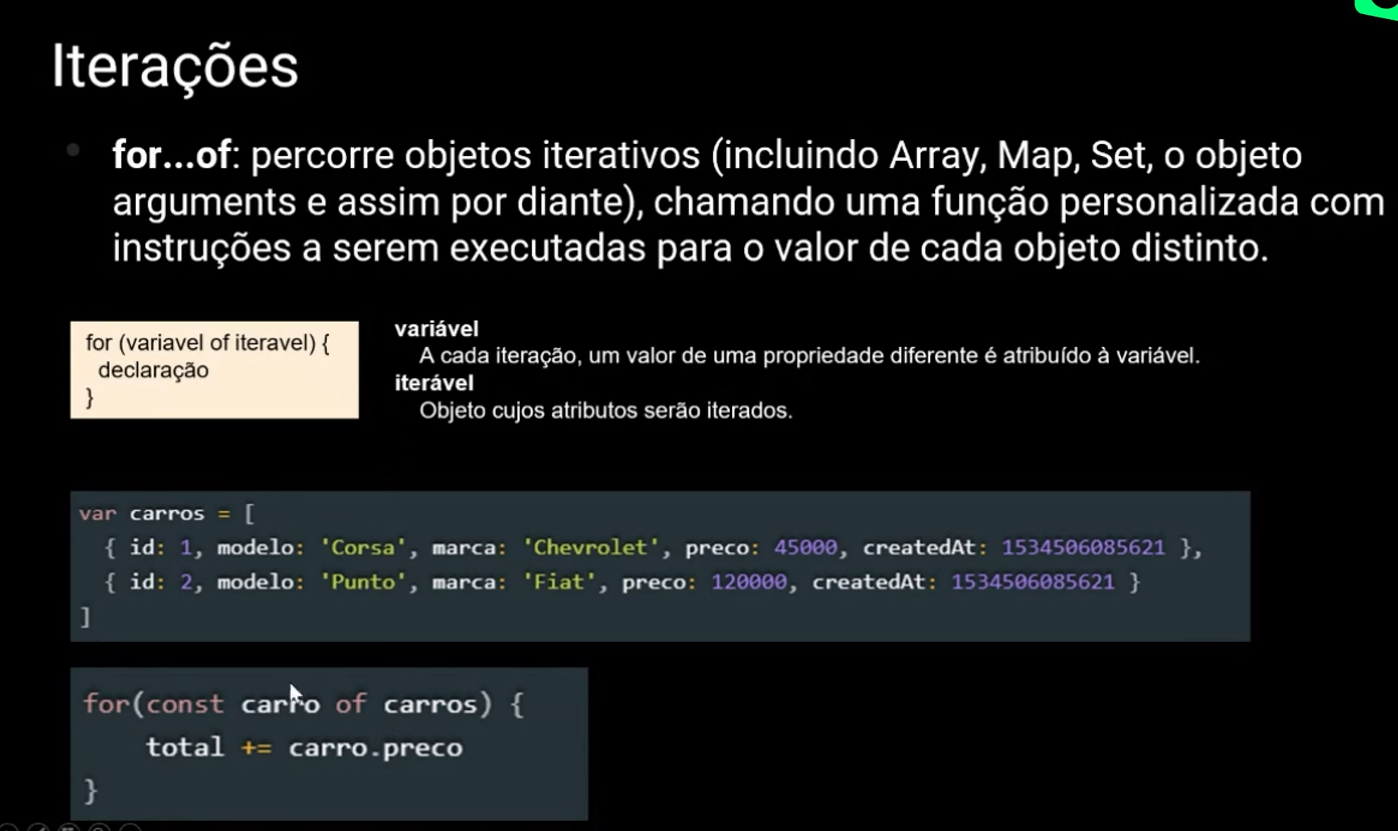 Iterações
for...of: percorre objetos iterativos (incluindo Array, Map, Set, o objeto
arguments e assim por diante), chamando uma função personalizada com
instruções a serem executadas para o valor de cada objeto distinto.
for (variavel of iteravel) {
declaração
}
variável
A cada iteração, um valor de uma propriedade diferente é atribuído à variável.
iterável
Objeto cujos atributos serão iterados.
var carros = [
{ id: 1, modelo: 'Corsa', marca: 'Chevrolet', preco: 45000, createdAt: 1534506085621 },
{ id: 2, modelo: 'Punto', marca: 'Fiat', preco: 120000, createdAt: 1534506085621 }
]
for(const carro of carros) {
total += carro.preco
}